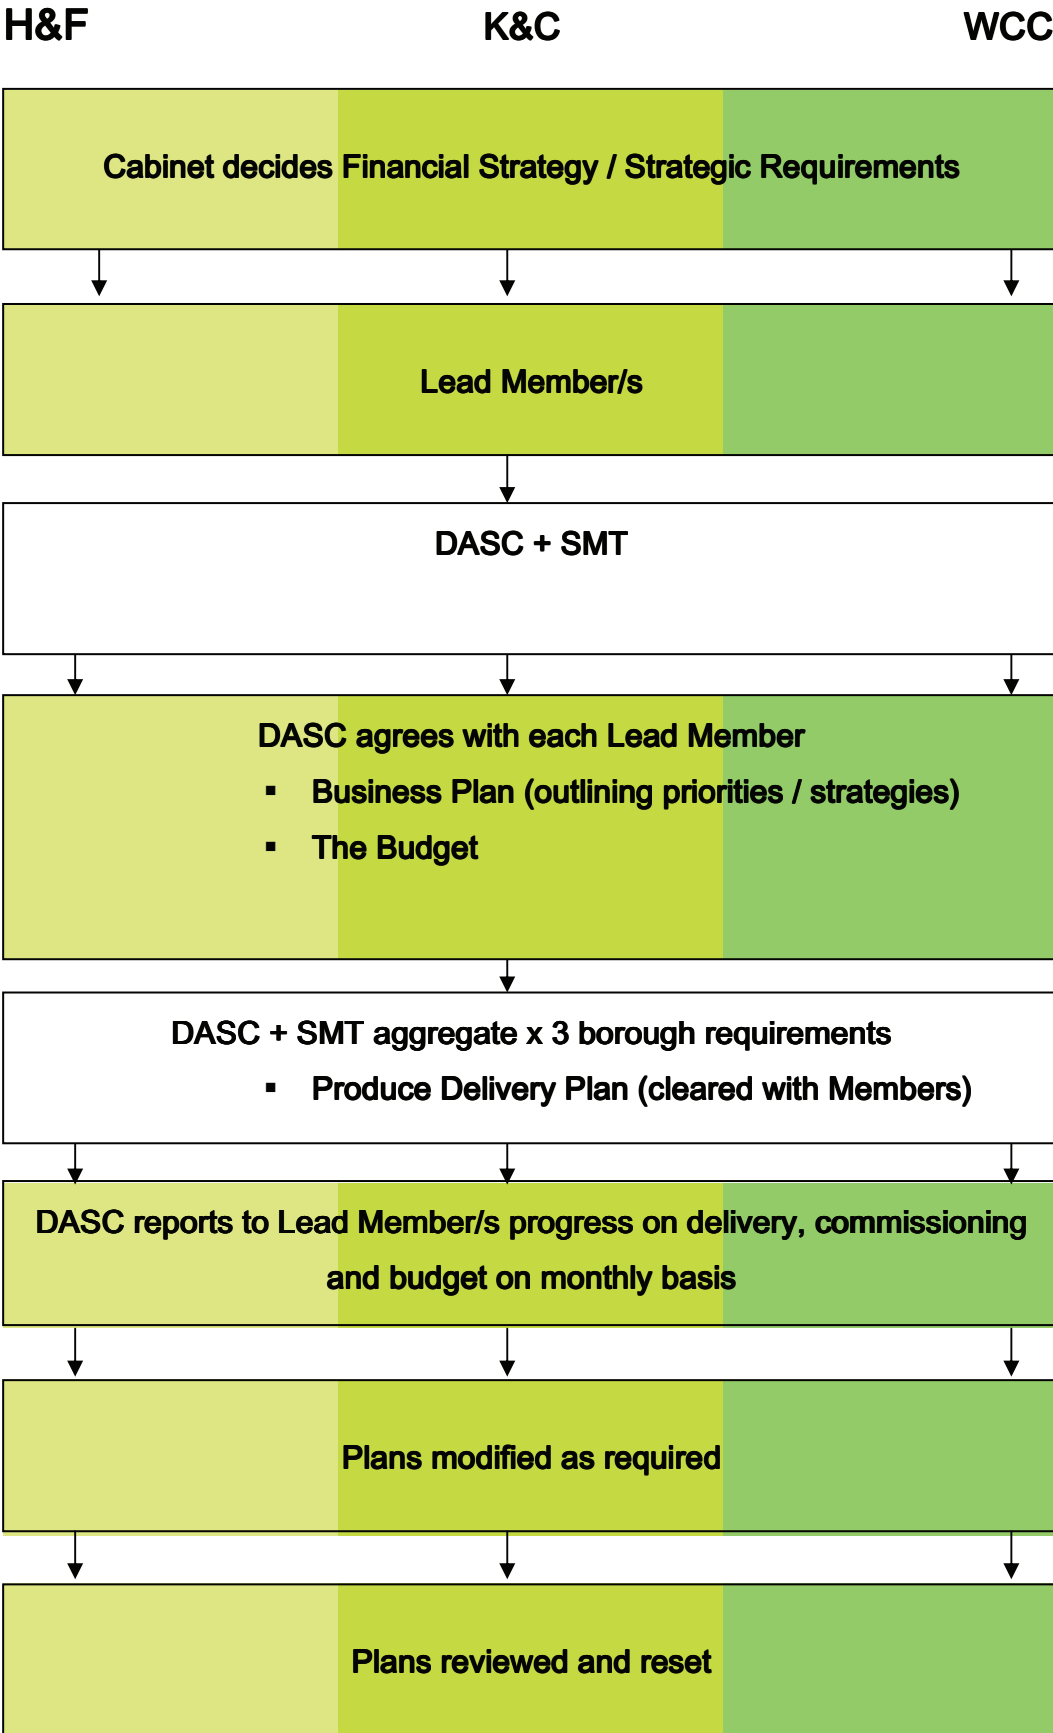 H&F K&C WCC
Cabinet decides Financial Strategy / Strategic Requirements
Lead Member/s
DASC + SMT
DASC agrees with each Lead Member
▪ Business Plan (outlining priorities / strategies)
▪ The Budget
DASC + SMT aggregate x 3 borough requirements
▪ Produce Delivery Plan (cleared with Members)
DASC reports to Lead Member/s progress on delivery, commissioning
and budget on monthly basis
Plans modified as required
Plans reviewed and reset